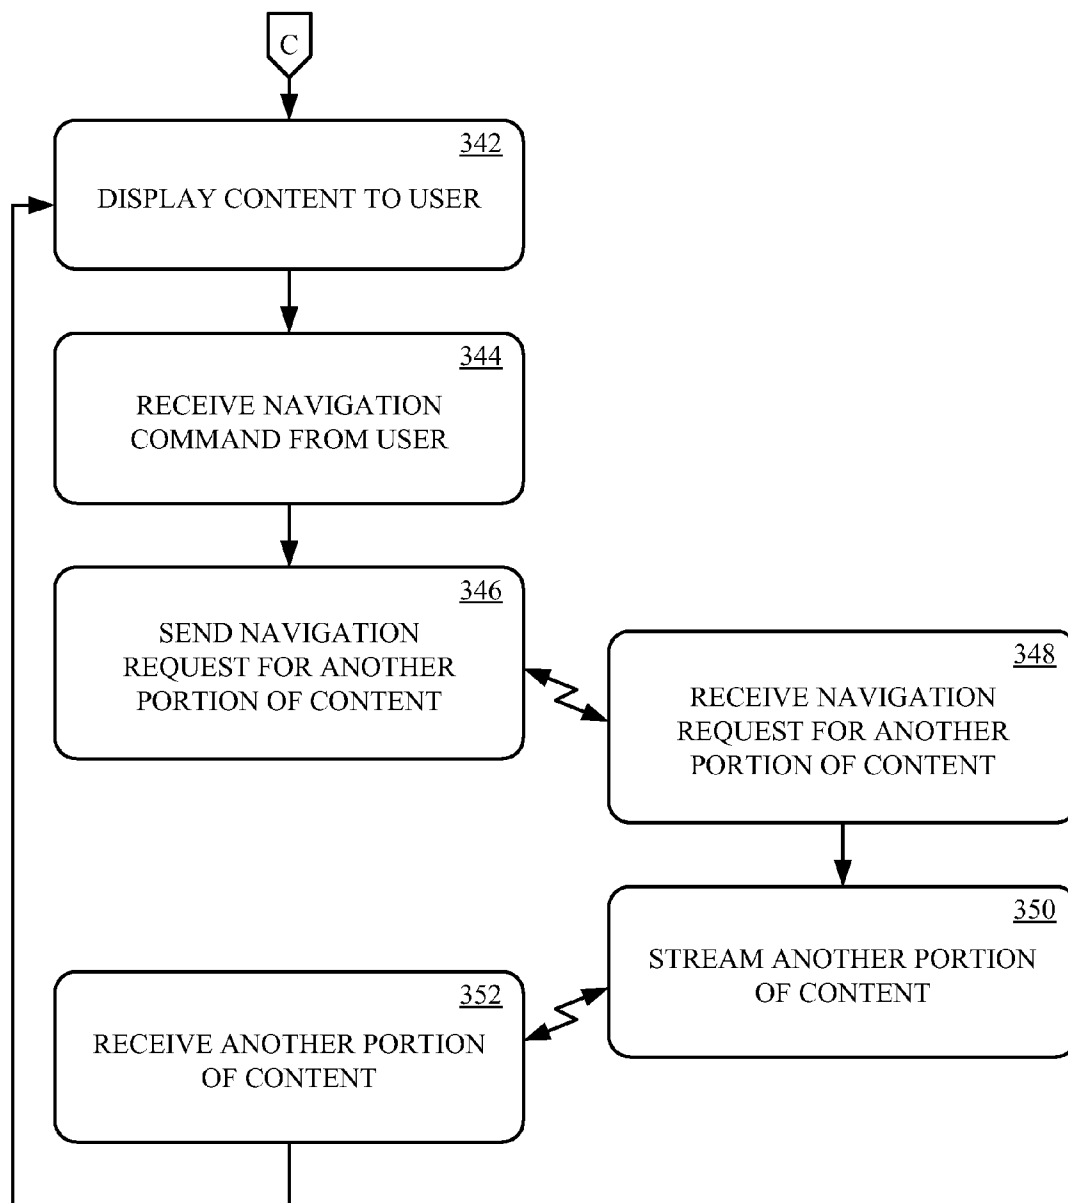 C
342
DISPLAY CONTENT TO USER
344
RECEIVE NAVIGATION
COMMAND FROM USER
346
SEND NAVIGATION
REQUEST FOR ANOTHER
PORTION OF CONTENT
348
RECEIVE NAVIGATION
REQUEST FOR ANOTHER
PORTION OF CONTENT
350
STREAM ANOTHER PORTION
OF CONTENT
352
RECEIVE ANOTHER PORTION
OF CONTENT